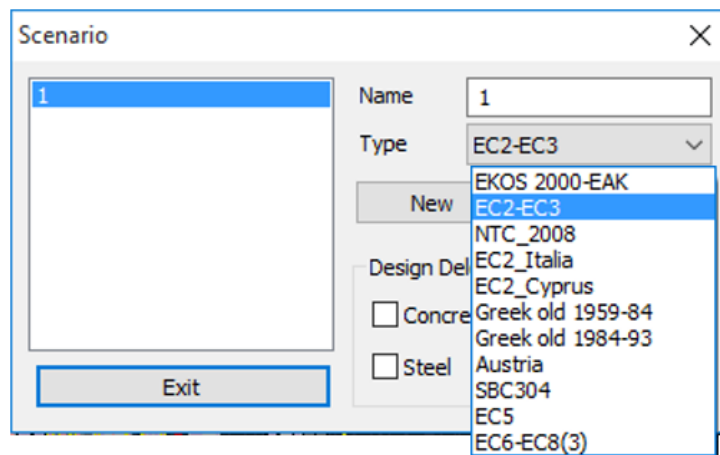 Scenario
1
Name
1
Type
EC2-EC3
New
EKOS 2000-EAK
EC2-EC3
NTC_2008
EC2_Italia
EC2_Cyprus
Greek old 1959-84
Greek old 1984-93
Austria
SBC304
EC5
EC6-EC8(3)
Design Del
Concre
Steel
Exit